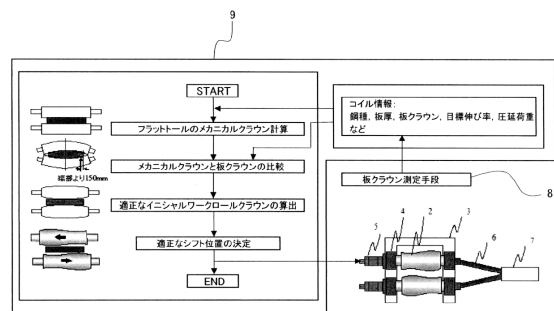 9
START
コイル情報:
鋼種、板厚、板クラウン、目標伸び率、圧延荷重
など
フラットトールのメカニカルクラウン計算
メカニカルクラウンと板クラウンの比較
端部より150mm
板クラウン測定手段
8
適正なイニシャルワークロールクラウンの算出
適正なシフト位置の決定
END
5
4
2
3
6
7